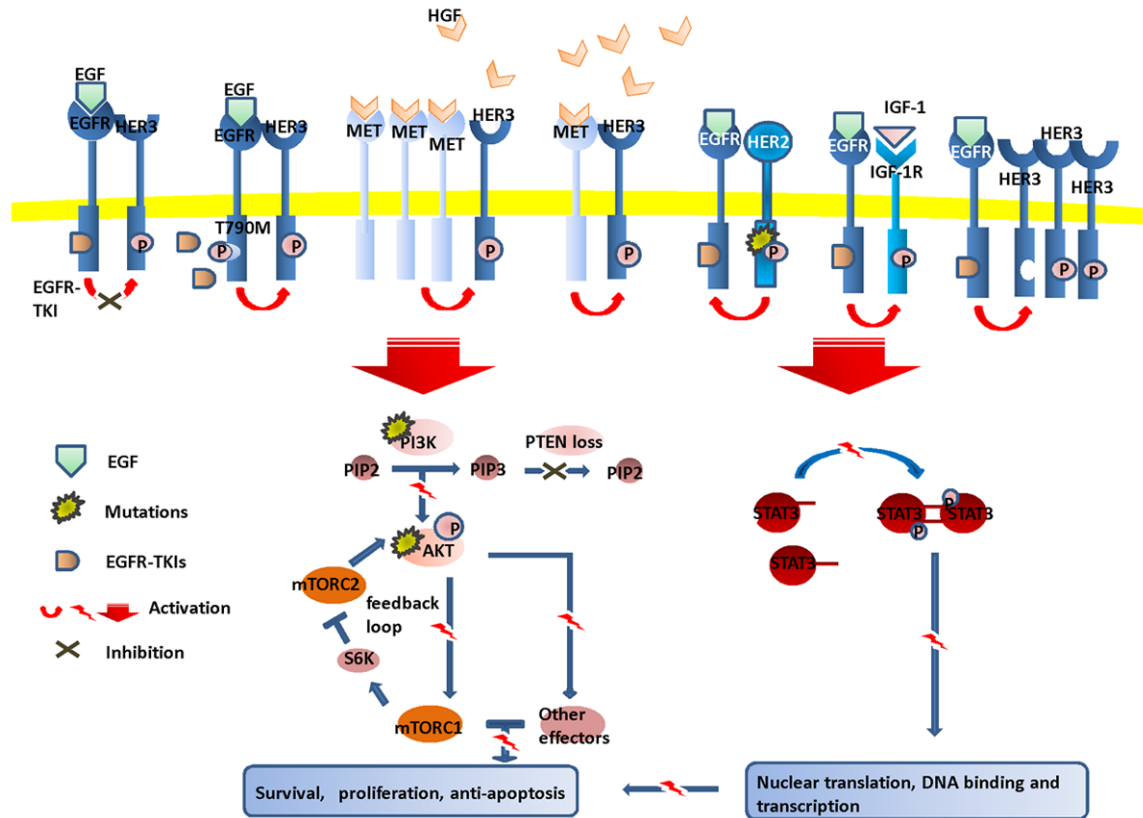 HGF
EGF
EGFR
HER3
EGF
EGFR
HER3
MET
MET
MET
HER3
MET
HER3
EGFR
HER2
EGFR
IGF-1
IGF-1R
EGFR
HER3
HER3
HER3
T790M
P
P
P
P
P
P
P
P
P
EGFR-
TKI
PI3K
PTEN loss
PIP2
PIP3
PIP2
P
AKT
mTORC2
feedback
loop
S6K
mTORC1
Other
effectors
STAT3
STAT3
STAT3
P
STAT3
P
EGF
Mutations
EGFR-TKIs
Activation
Inhibition
Survival, proliferation, anti-apoptosis
Nuclear translation, DNA binding and
transcription